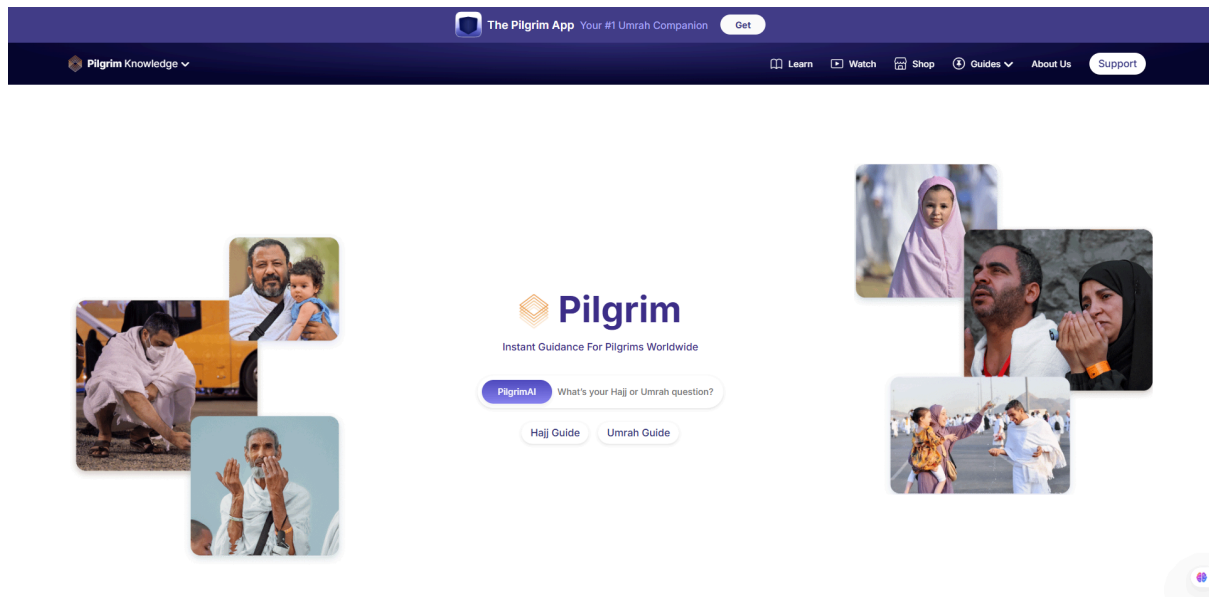 The Pilgrim App Your #1 Umrah Companion Get
Pilgrim Knowledge Learn Watch Shop Guides About Us Support
Pilgrim
Instant Guidance For Pilgrims Worldwide
PilgrimAI What's your Hajj or Umrah question?
Hajj Guide Umrah Guide